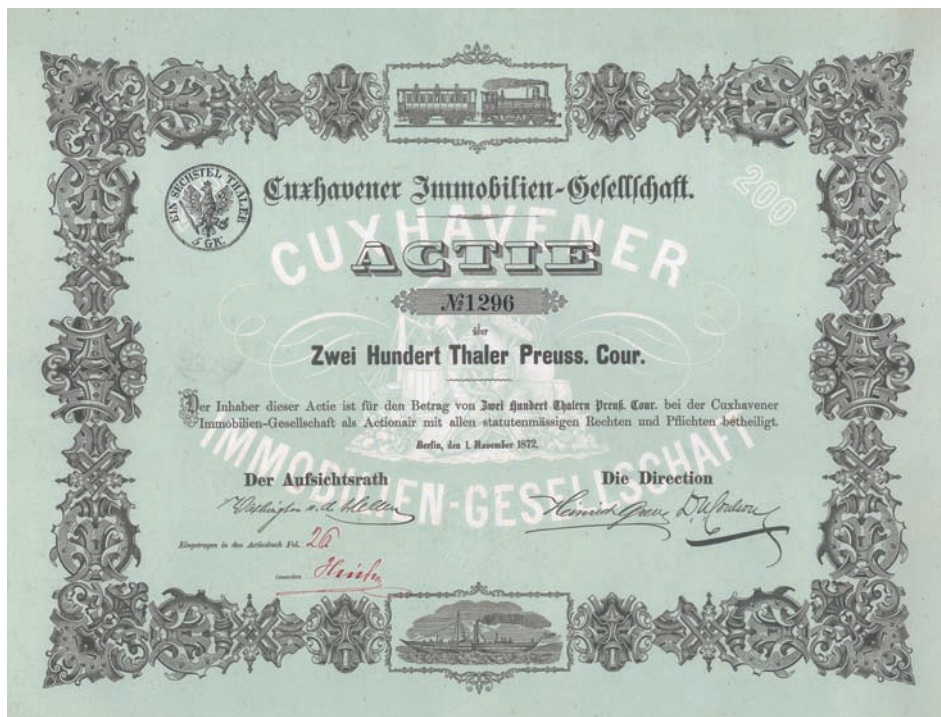 EIN SECHSTEL THALER
5 GR.
200
Cuxhavener Immobilien-Gesellschaft.
CUXHAVENER
ACTIE
№ 1296
über
Zwei Hundert Thaler Preuss. Cour.
Der Inhaber dieser Actie ist für den Betrag von Zwei Hundert Thalern Preuß. Cour. bei der Cuxhavener
Immobilien-Gesellschaft als Actionair mit allen statutenmässigen Rechten und Pflichten betheiligt.
Berlin, den 1. November 1872.
IMMOBILIEN-GESELLSCHAFT
Der Aufsichtsrath Die Direction
Eingetragen in das Actienbuch Fol. 26